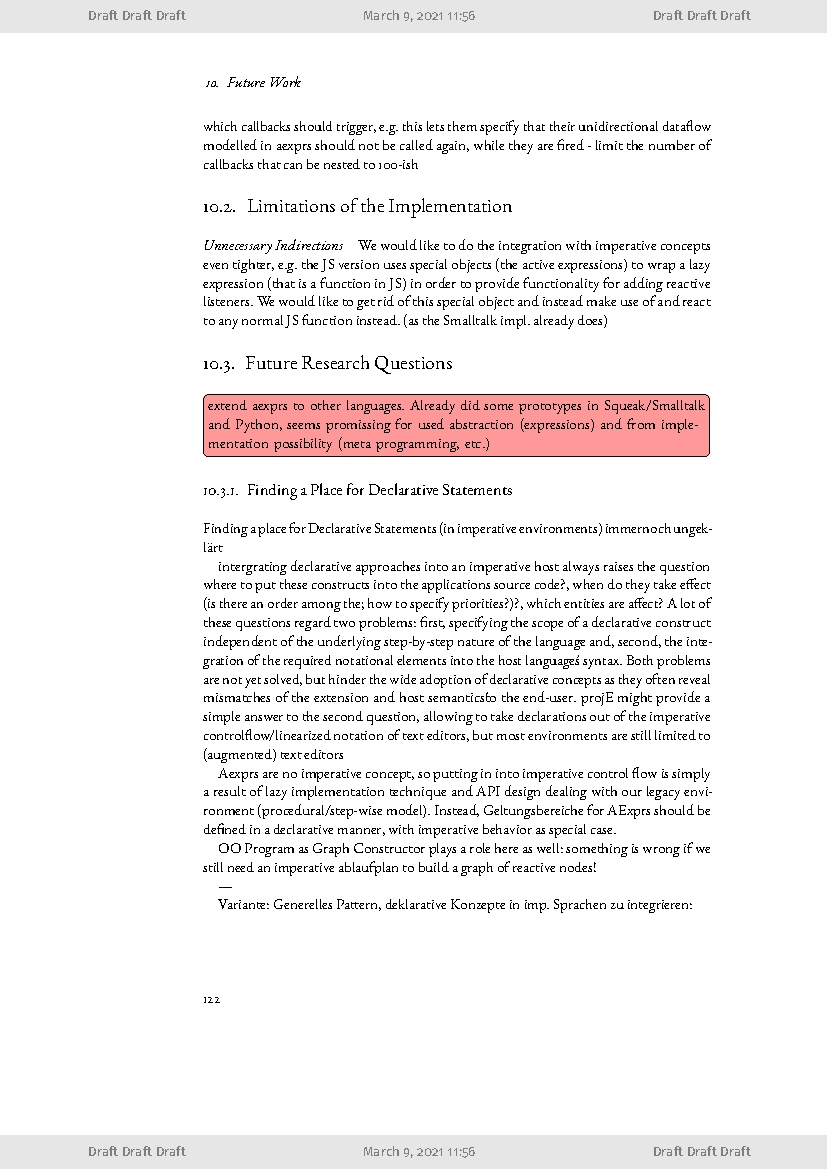 Draft Draft Draft March 9, 2021 11:56 Draft Draft Draft
10. Future Work
which callbacks should trigger, e.g. this lets them specify that their unidirectional dataflow
modelled in aexprs should not be called again, while they are fired - limit the number of
callbacks that can be nested to 100-ish
10.2. Limitations of the Implementation
Unnecessary Indirections We would like to do the integration with imperative concepts
even tighter, e.g. the JS version uses special objects (the active expressions) to wrap a lazy
expression (that is a function in JS) in order to provide functionality for adding reactive
listeners. We would like to get rid of this special object and instead make use of and react
to any normal JS function instead. (as the Smalltalk impl. already does)
10.3. Future Research Questions
extend aexprs to other languages. Already did some prototypes in Squeak/Smalltalk
and Python, seems promising for used abstraction (expressions) and from imple-
mentation possibility (meta programming, etc.)
10.3.1. Finding a Place for Declarative Statements
Finding a place for Declarative Statements (in imperative environments) immernoch ungek-
lärt
intergrating declarative approaches into an imperative host always raises the question
where to put these constructs into the applications source code?, when do they take effect
(is there an order among the; how to specify priorities?)?, which entities are affect? A lot of
these questions regard two problems: first, specifying the scope of a declarative construct
independent of the underlying step-by-step nature of the language and, second, the inte-
gration of the required notational elements into the host languageś syntax. Both problems
are not yet solved, but hinder the wide adoption of declarative concepts as they often reveal
mismatches of the extension and host semanticsťo the end-user. projE might provide a
simple answer to the second question, allowing to take declarations out of the imperative
controlflow/linearized notation of text editors, but most environments are still limited to
(augmented) text editors
Aexprs are no imperative concept, so putting in into imperative control flow is simply
a result of lazy implementation technique and API design dealing with our legacy envi-
ronment (procedural/step-wise model). Instead, Geltungsbereiche for AExprs should be
defined in a declarative manner, with imperative behavior as special case.
OO Program as Graph Constructor plays a role here as well: something is wrong if we
still need an imperative ablaufplan to build a graph of reactive nodes!
—
Variante: Generelles Pattern, deklarative Konzepte in imp. Sprachen zu integrieren:
122
Draft Draft Draft March 9, 2021 11:56 Draft Draft Draft